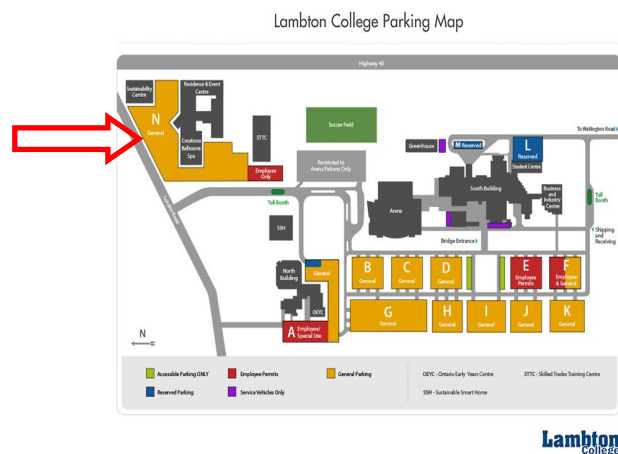 Lambton College Parking Map
Highway 40
Sustainability
Centre
Residence & Event
Centre
N
General
Creations
Balloons
Spa
STTC
Soccer Field
Employee
Only
Restricted to
Arena Patrons Only
Greenhouse
M Reserved
L
Reserved
Student Centre
To Wellington Road
South Building
Business
and
Industry
Centre
Toll
Booth
Toll Booth
London Road
SSH
Arena
Shipping
and
Receiving
Bridge Entrance
North
Building
General
B
General
C
General
D
General
E
Employee
Permits
F
Employee
& General
OEYC
A Employee/
Special Use
G
General
H
General
I
General
J
General
K
General
N
Accessible Parking ONLY
Employee Permits
General Parking
OEYC - Ontario Early Years Centre
STTC - Skilled Trades Training Centre
Reserved Parking
Service Vehicles Only
SSH - Sustainable Smart Home
Lambton
College